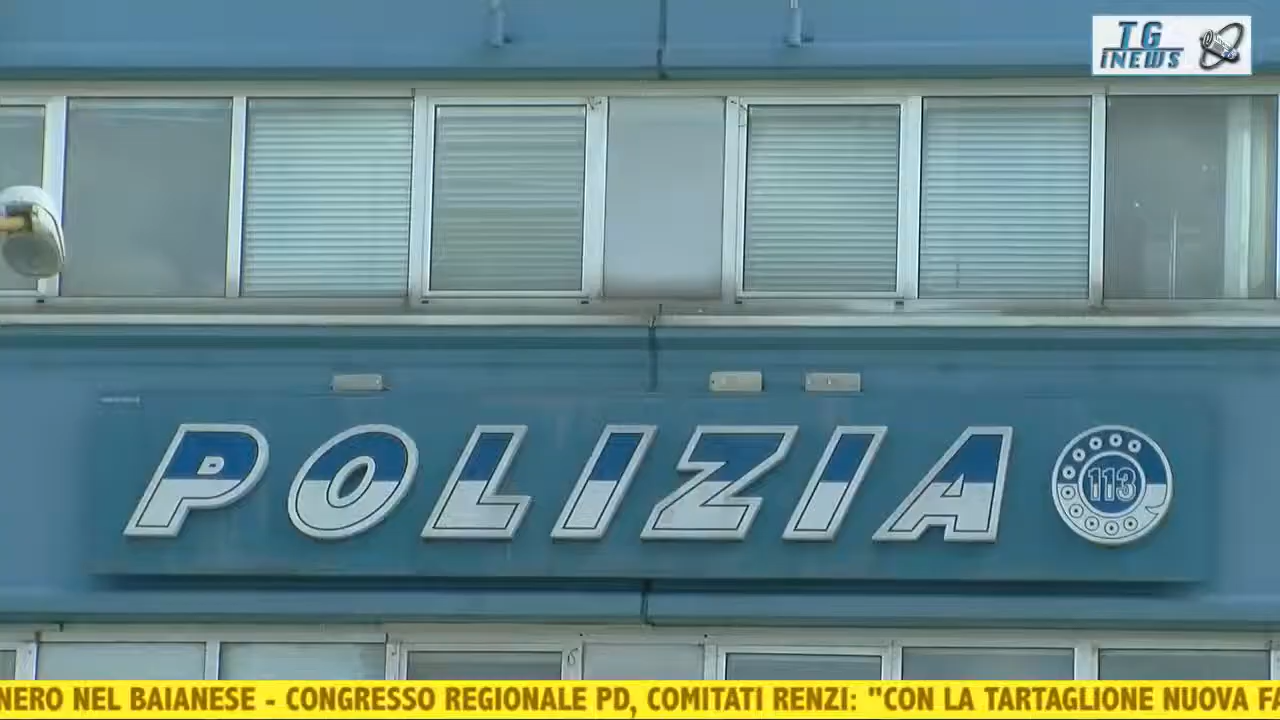 TG
iNEWS
POLIZIA 113
NERO NEL BAIANESE - CONGRESSO REGIONALE PD, COMITATI RENZI: "CON LA TARTAGLIONE NUOVA